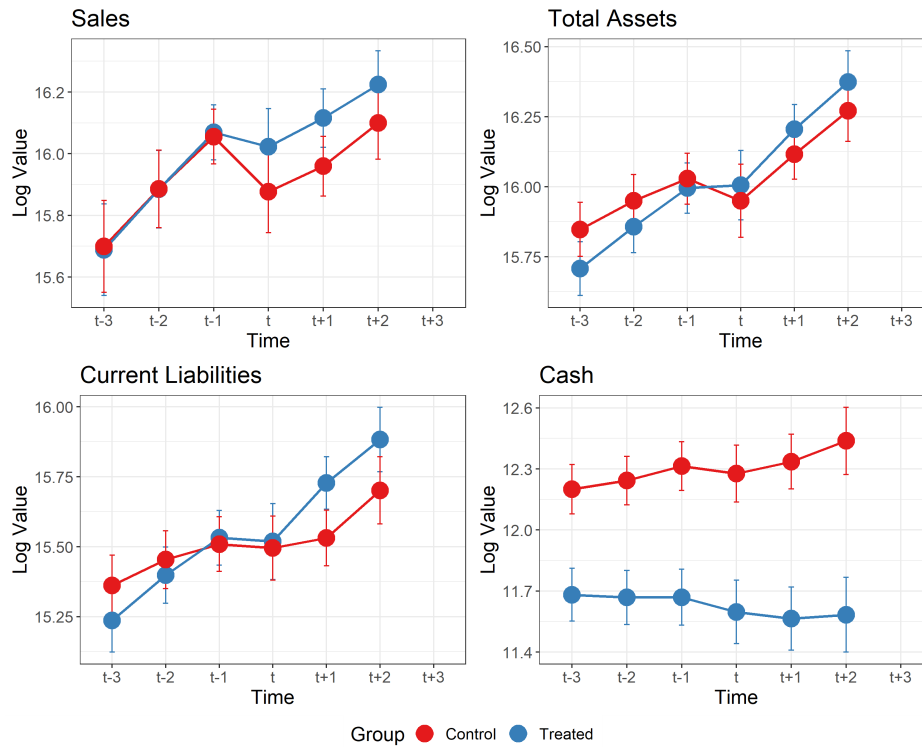 Sales
Log Value
16.2
16.0
15.8
15.6
t-3 t-2 t-1 t t+1 t+2 t+3
Time
Total Assets
Log Value
16.50
16.25
16.00
15.75
t-3 t-2 t-1 t t+1 t+2 t+3
Time
Current Liabilities
Log Value
16.00
15.75
15.50
15.25
t-3 t-2 t-1 t t+1 t+2 t+3
Time
Cash
Log Value
12.6
12.3
12.0
11.7
11.4
t-3 t-2 t-1 t t+1 t+2 t+3
Time
Group Control Treated